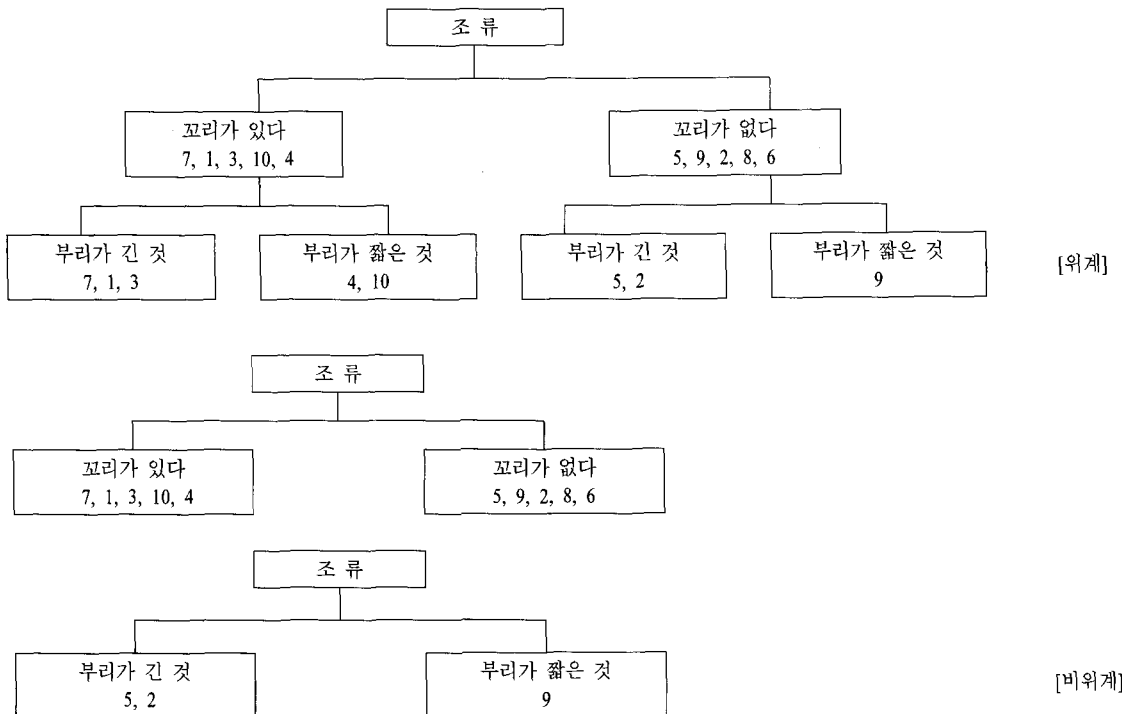 조 류
꼬리가 있다
7, 1, 3, 10, 4
꼬리가 없다
5, 9, 2, 8, 6
부리가 긴 것
7, 1, 3
부리가 짧은 것
4, 10
부리가 긴 것
5, 2
부리가 짧은 것
9
[위계]
조 류
꼬리가 있다
7, 1, 3, 10, 4
꼬리가 없다
5, 9, 2, 8, 6
조 류
부리가 긴 것
5, 2
부리가 짧은 것
9
[비위계]